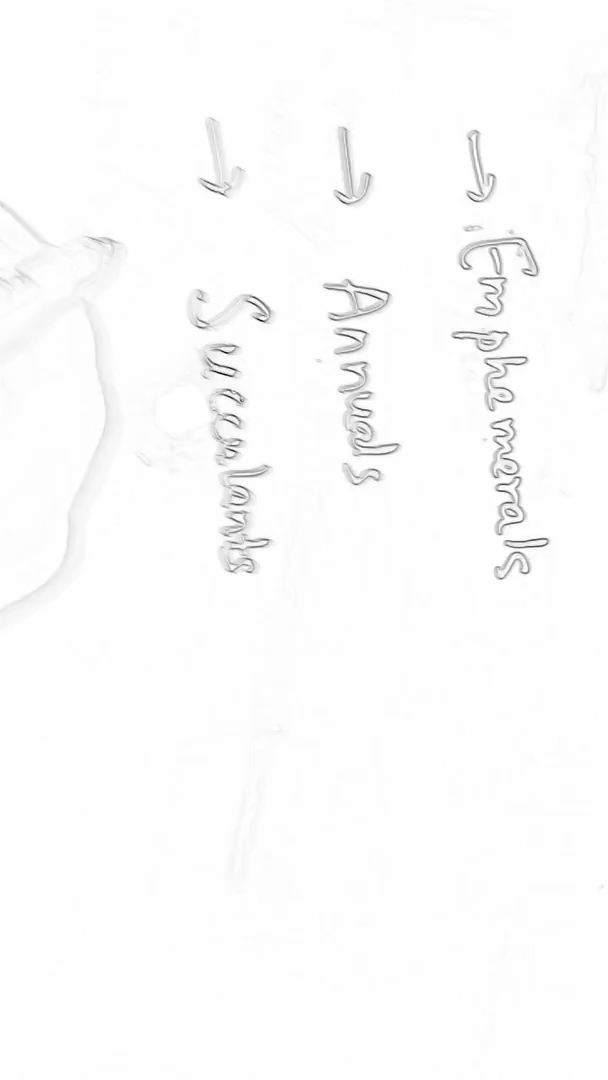 → Emphemerals
→ Annuals
→ Succulants